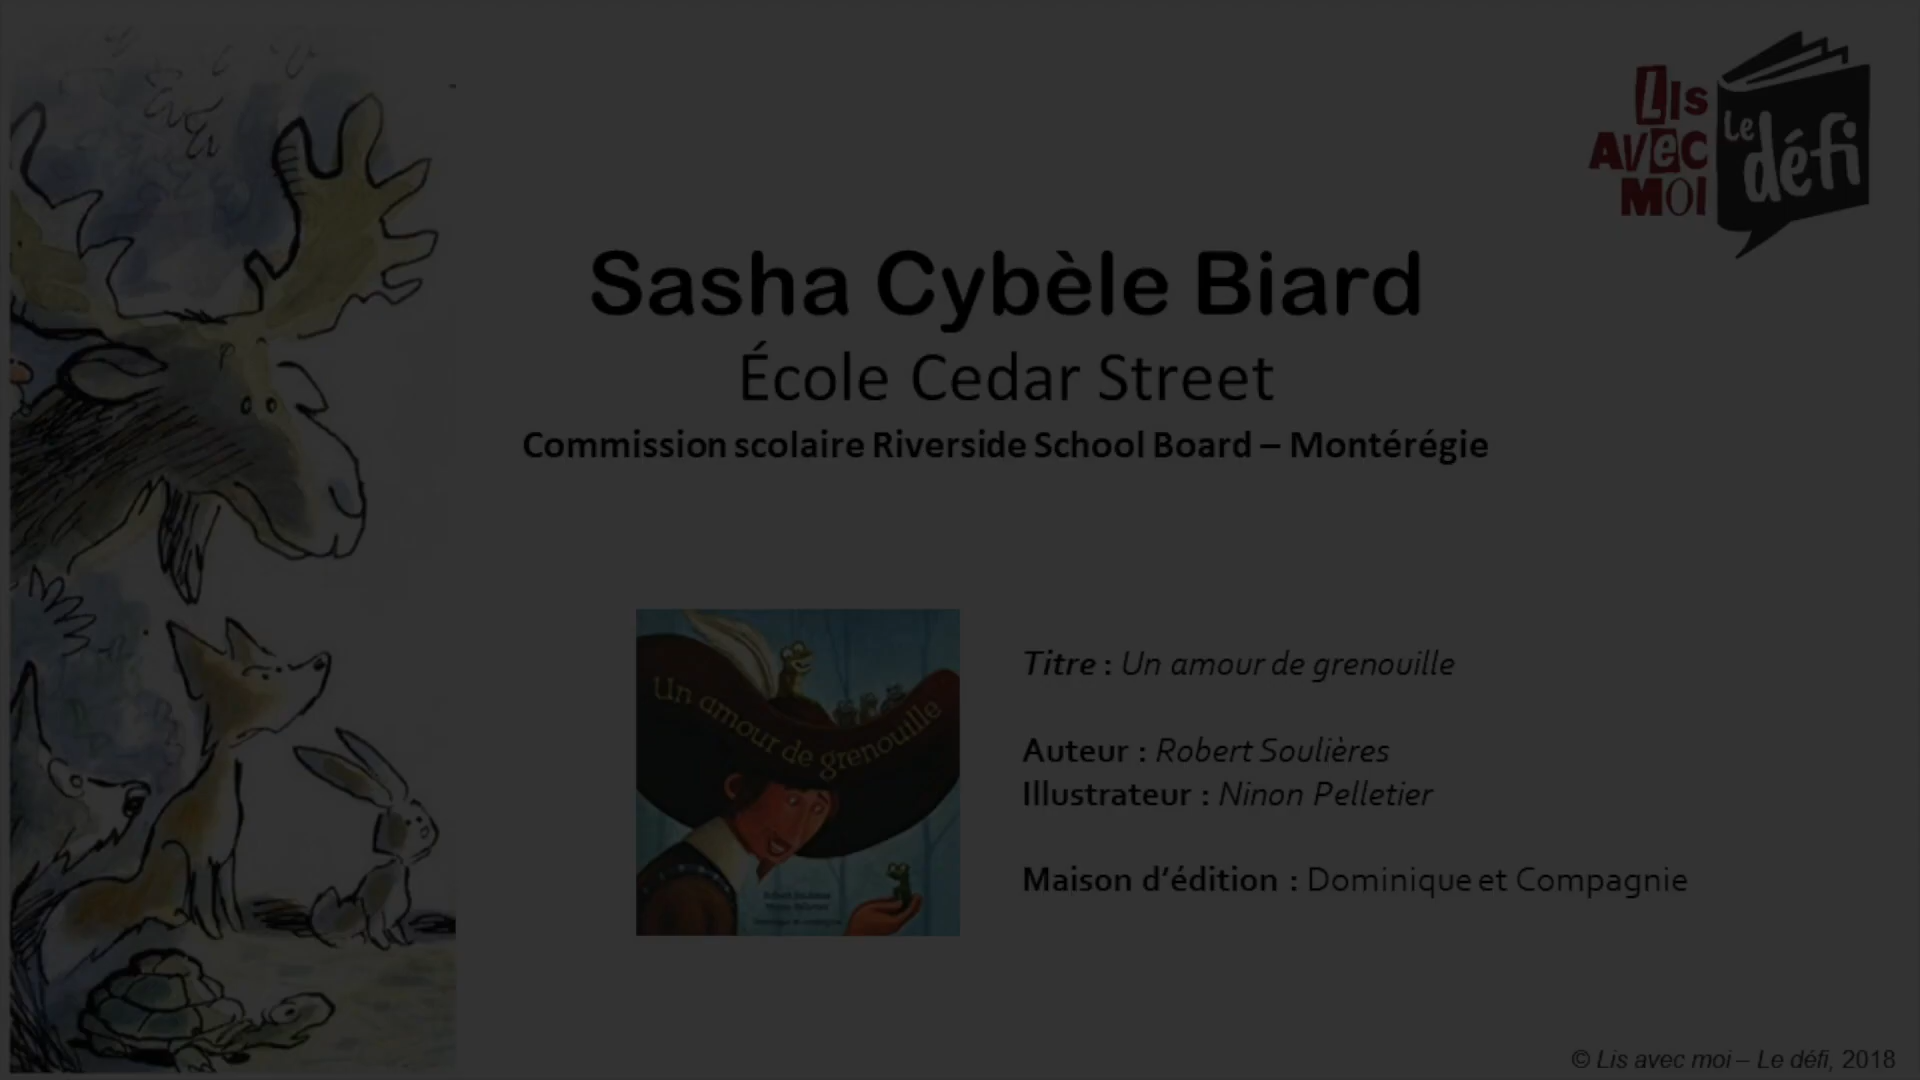 Lis
avec
moi
Le
défi
Sasha Cybèle Biard
École Cedar Street
Commission scolaire Riverside School Board – Montérégie
Un amour de grenouille
Titre : Un amour de grenouille
Auteur : Robert Soulières
Illustrateur : Ninon Pelletier
Maison d’édition : Dominique et Compagnie
© Lis avec moi – Le défi, 2018